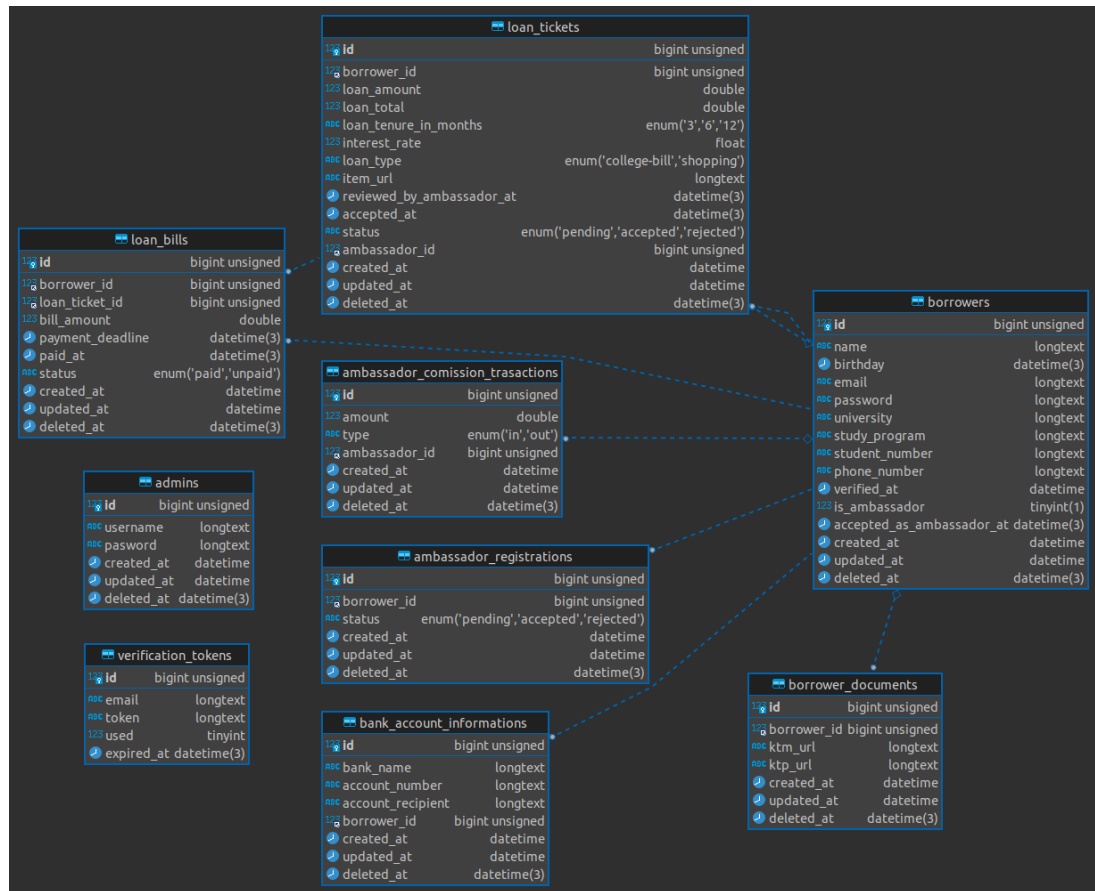 loan_tickets
id bigint unsigned
borrower_id bigint unsigned
loan_amount double
loan_total double
loan_tenure_in_months enum('3','6','12')
interest_rate float
loan_type enum('college-bill','shopping')
item_url longtext
reviewed_by_ambassador_at datetime(3)
accepted_at datetime(3)
status enum('pending','accepted','rejected')
ambassador_id bigint unsigned
created_at datetime
updated_at datetime
deleted_at datetime(3)
loan_bills
id bigint unsigned
borrower_id bigint unsigned
loan_ticket_id bigint unsigned
bill_amount double
payment_deadline datetime(3)
paid_at datetime(3)
status enum('paid','unpaid')
created_at datetime
updated_at datetime
deleted_at datetime(3)
borrowers
id bigint unsigned
name longtext
birthday datetime(3)
email longtext
password longtext
university longtext
study_program longtext
student_number longtext
phone_number longtext
verified_at datetime
is_ambassador tinyint(1)
accepted_as_ambassador_at datetime(3)
created_at datetime
updated_at datetime
deleted_at datetime(3)
ambassador_comission_trasactions
id bigint unsigned
amount double
type enum('in','out')
ambassador_id bigint unsigned
created_at datetime
updated_at datetime
deleted_at datetime(3)
admins
id bigint unsigned
username longtext
pasword longtext
created_at datetime
updated_at datetime
deleted_at datetime(3)
ambassador_registrations
id bigint unsigned
borrower_id bigint unsigned
status enum('pending','accepted','rejected')
created_at datetime
updated_at datetime
deleted_at datetime(3)
verification_tokens
id bigint unsigned
email longtext
token longtext
used tinyint
expired_at datetime(3)
bank_account_informations
id bigint unsigned
bank_name longtext
account_number longtext
account_recipient longtext
borrower_id bigint unsigned
created_at datetime
updated_at datetime
deleted_at datetime(3)
borrower_documents
id bigint unsigned
borrower_id bigint unsigned
ktm_url longtext
ktp_url longtext
created_at datetime
updated_at datetime
deleted_at datetime(3)